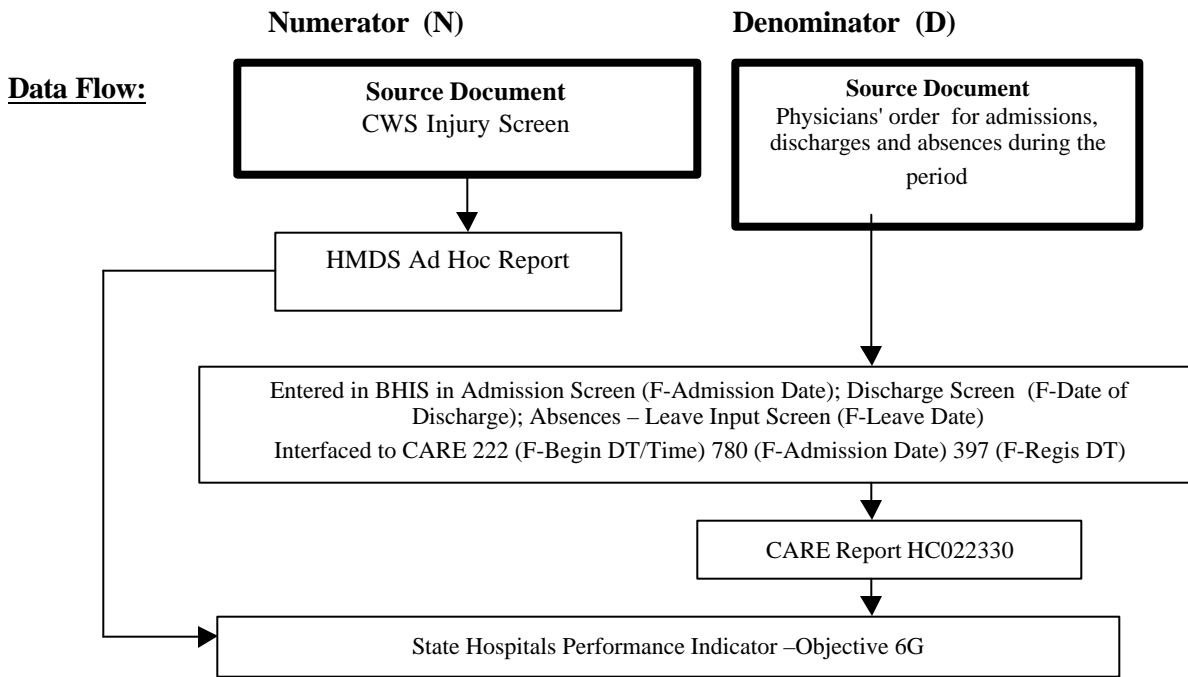 Numerator (N)
Denominator (D)
Data Flow:
Source Document
CWS Injury Screen
Source Document
Physicians' order for admissions,
discharges and absences during the
period
HMDS Ad Hoc Report
Entered in BHIS in Admission Screen (F-Admission Date); Discharge Screen (F-Date of
Discharge); Absences – Leave Input Screen (F-Leave Date)
Interfaced to CARE 222 (F-Begin DT/Time) 780 (F-Admission Date) 397 (F-Regis DT)
CARE Report HC022330
State Hospitals Performance Indicator –Objective 6G